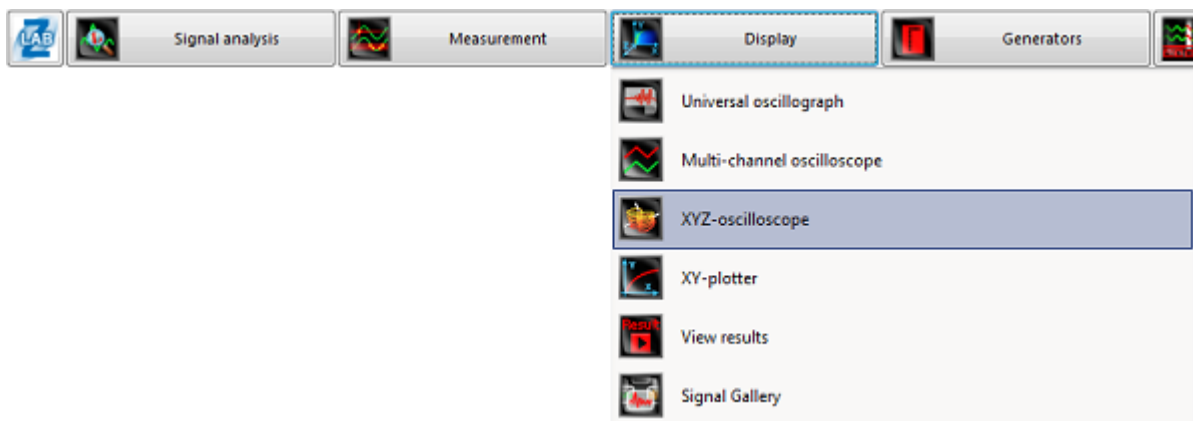 LAB Signal analysis Measurement Display Generators
Universal oscillograph
Multi-channel oscilloscope
XYZ-oscilloscope
XY-plotter
Result
View results
Signal Gallery